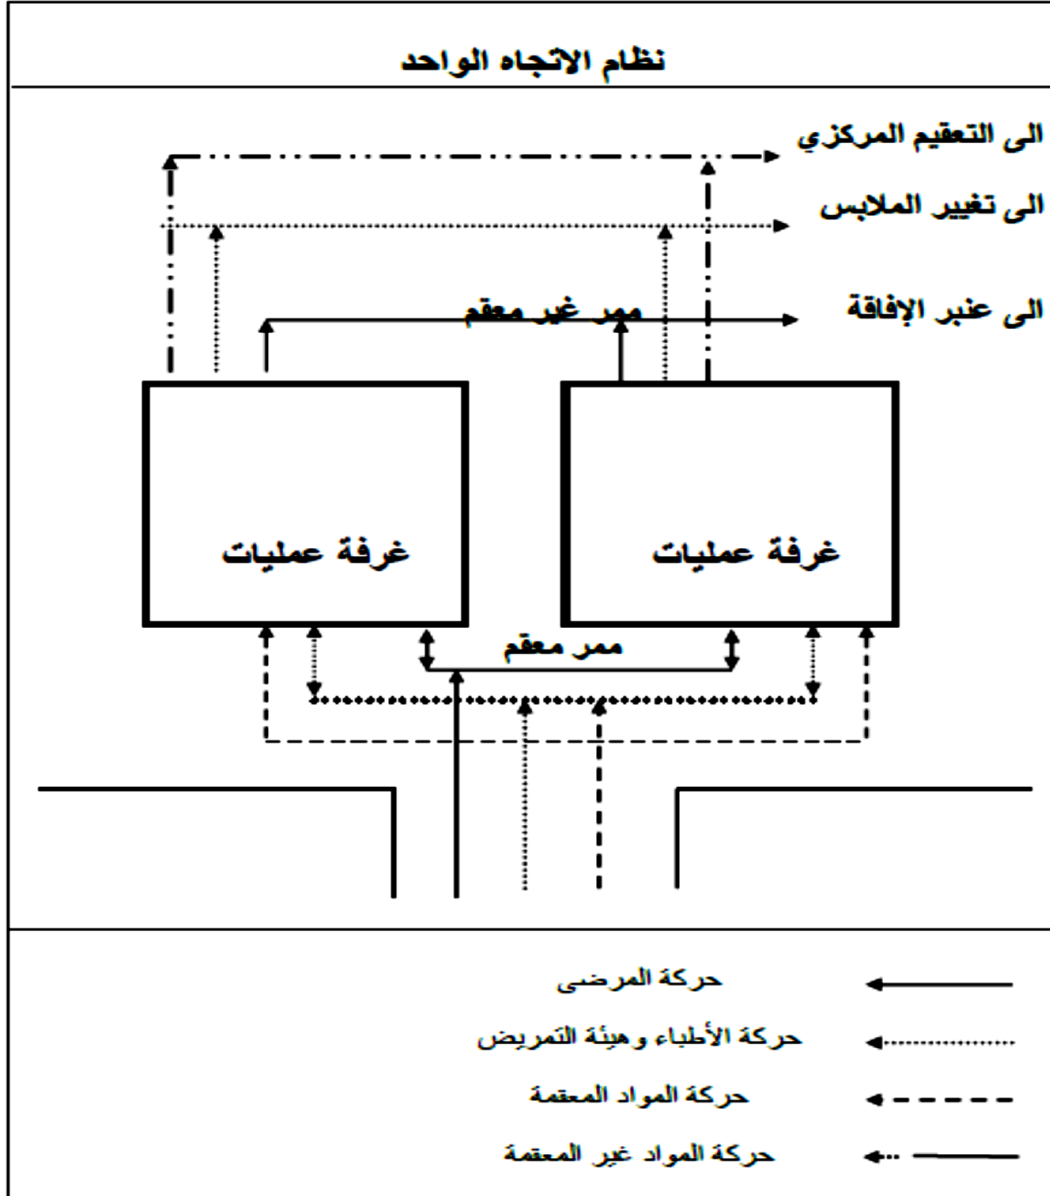 نظام الاتجاه الواحد
الى التعقيم المركزي
الى تغيير الملابس
الى عنبر الإفاقة
ممر غير معقم
غرفة عمليات
غرفة عمليات
ممر معقم
حركة المرضى
حركة الأطباء وهيئة التمريض
حركة المواد المعقمة
حركة المواد غير المعقمة